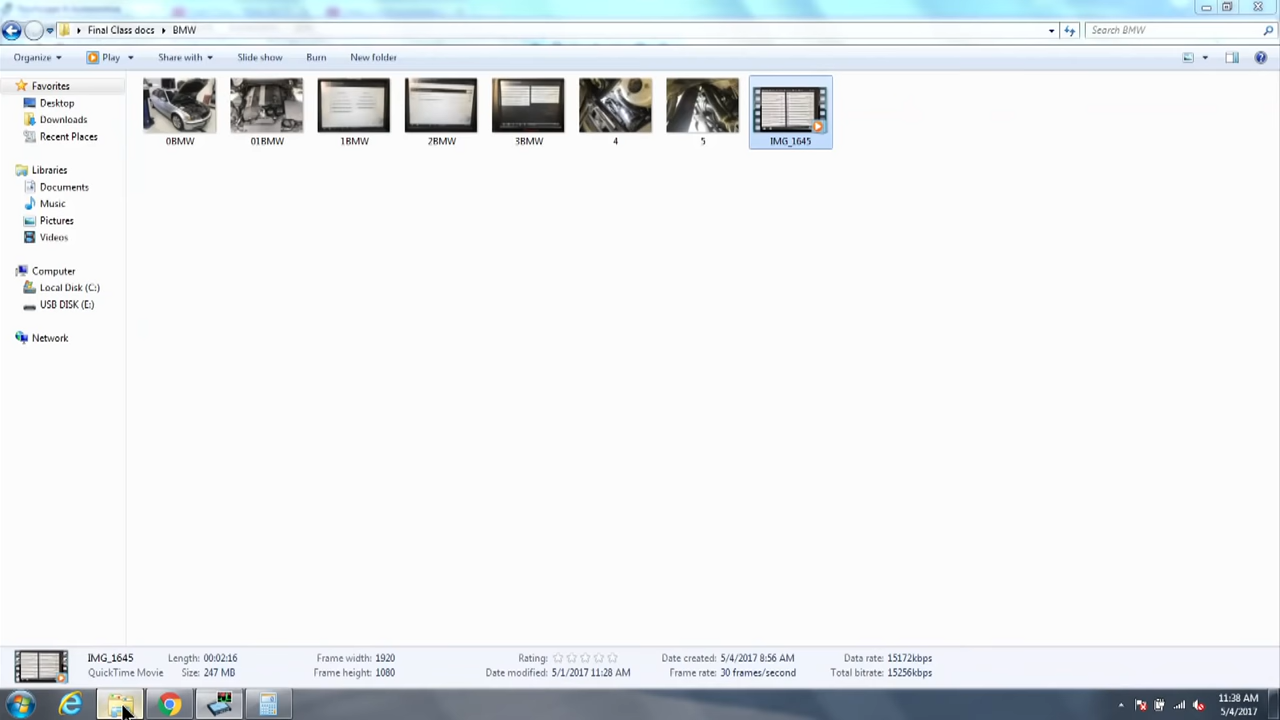 Final Class docs ▸ BMW
Search BMW
Organize
Play
Share with
Slide show
Burn
New folder
Favorites
Desktop
Downloads
Recent Places
Libraries
Documents
Music
Pictures
Videos
Computer
Local Disk (C:)
USB DISK (E:)
Network
0BMW
01BMW
1BMW
2BMW
3BMW
4
5
IMG_1645
IMG_1645
QuickTime Movie
Length: 00:02:16
Size: 247 MB
Frame width: 1920
Frame height: 1080
Rating:
Date modified: 5/1/2017 11:28 AM
Date created: 5/4/2017 8:56 AM
Frame rate: 30 frames/second
Data rate: 15172kbps
Total bitrate: 15256kbps
11:38 AM
5/4/2017